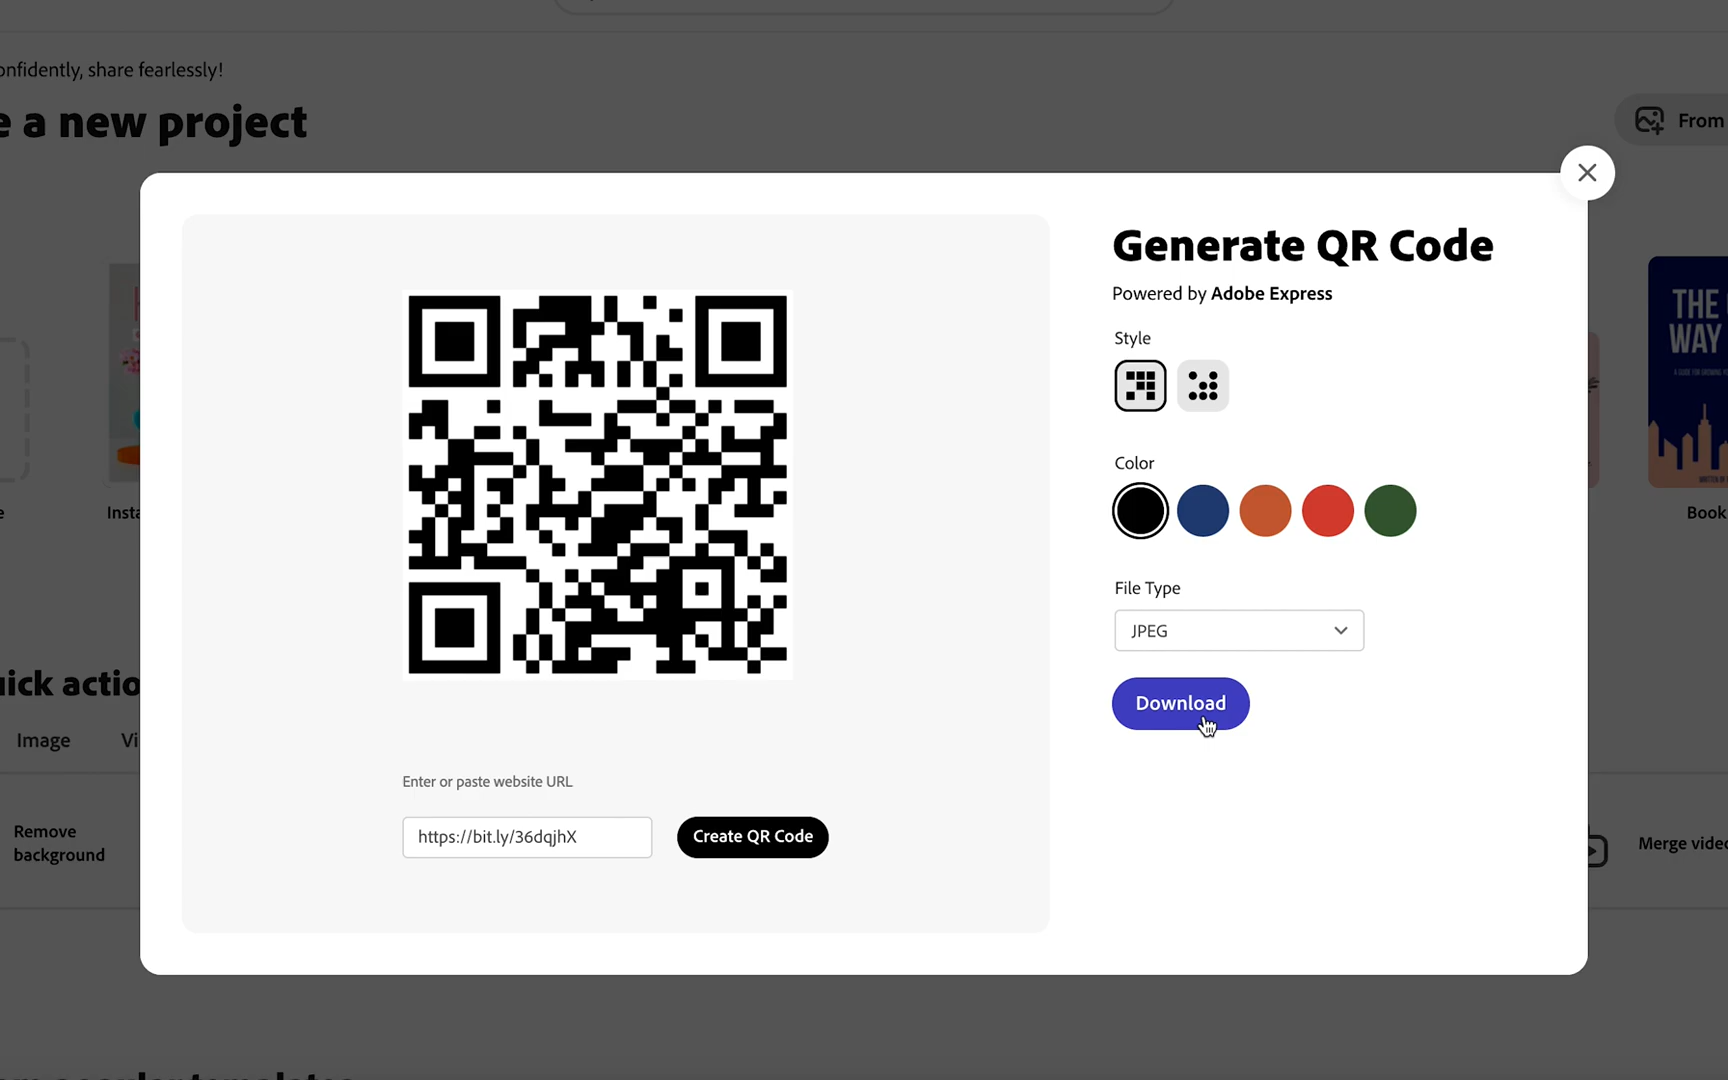 onfidently, share fearlessly!
e a new project
From
Generate QR Code
Powered by Adobe Express
Style
Color
File Type
JPEG
Download
Enter or paste website URL
https://bit.ly/36dqjhX
Create QR Code
THE
WAY
e
Insta
Book
uick actio
Image
Vi
Remove
background
Merge video